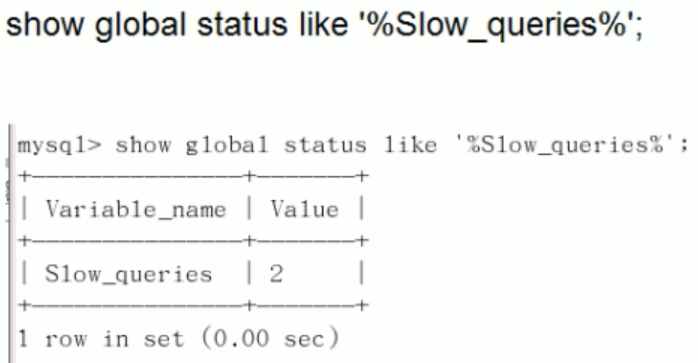 show global status like '%Slow_queries%';
mysql> show global status like '%Slow_queries%';
+---------------+-------+
| Variable_name | Value |
+---------------+-------+
| Slow_queries | 2 |
+---------------+-------+
1 row in set (0.00 sec)